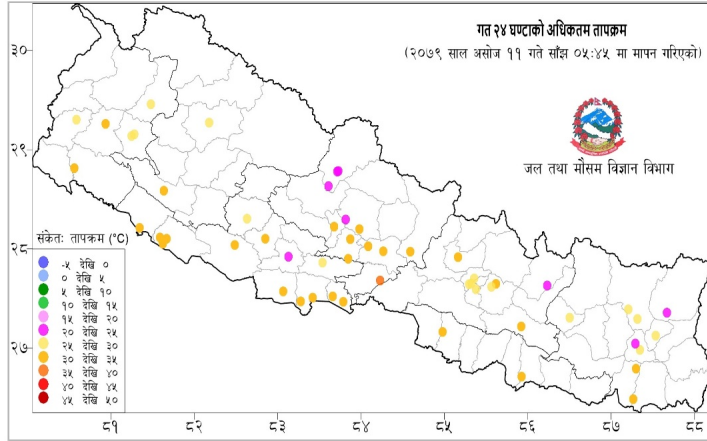 गत २४ घण्टाको अधिकतम तापक्रम
(२०७९ साल असोज ११ गते साँझ ०५:४५ मा मापन गरिएको)
जल तथा मौसम विज्ञान विभाग
३०
२९
२८
२७
संकेतः तापक्रम (°C)
-५ देखि ०
० देखि ५
५ देखि १०
१० देखि १५
१५ देखि २०
२० देखि २५
२५ देखि ३०
३० देखि ३५
३५ देखि ४०
४० देखि ४५
४५ देखि ५०
८१ ८२ ८३ ८४ ८५ ८६ ८७ ८८